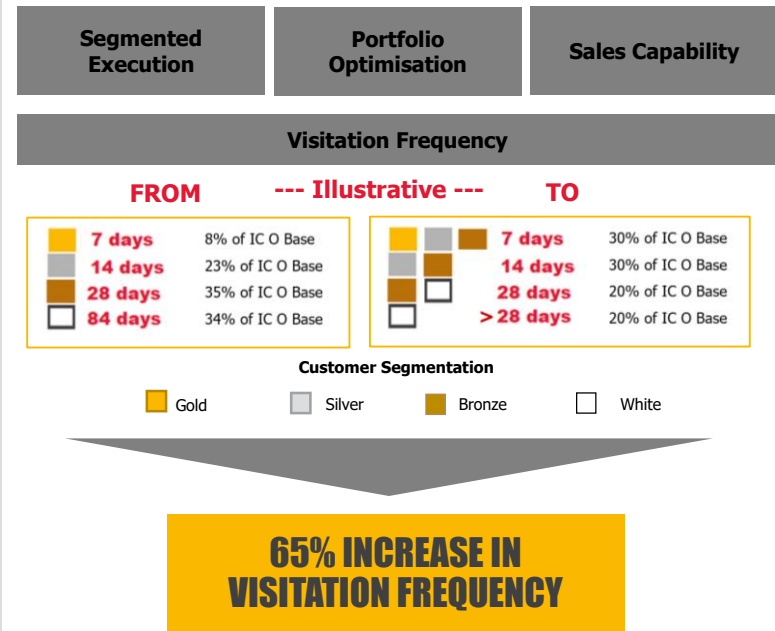 Segmented
Execution
Portfolio
Optimisation
Sales Capability
Visitation Frequency
FROM --- Illustrative --- TO
7 days 8% of IC O Base
14 days 23% of IC O Base
28 days 35% of IC O Base
84 days 34% of IC O Base
7 days 30% of IC O Base
14 days 30% of IC O Base
28 days 20% of IC O Base
>28 days 20% of IC O Base
Customer Segmentation
Gold Silver Bronze White
65% INCREASE IN
VISITATION FREQUENCY